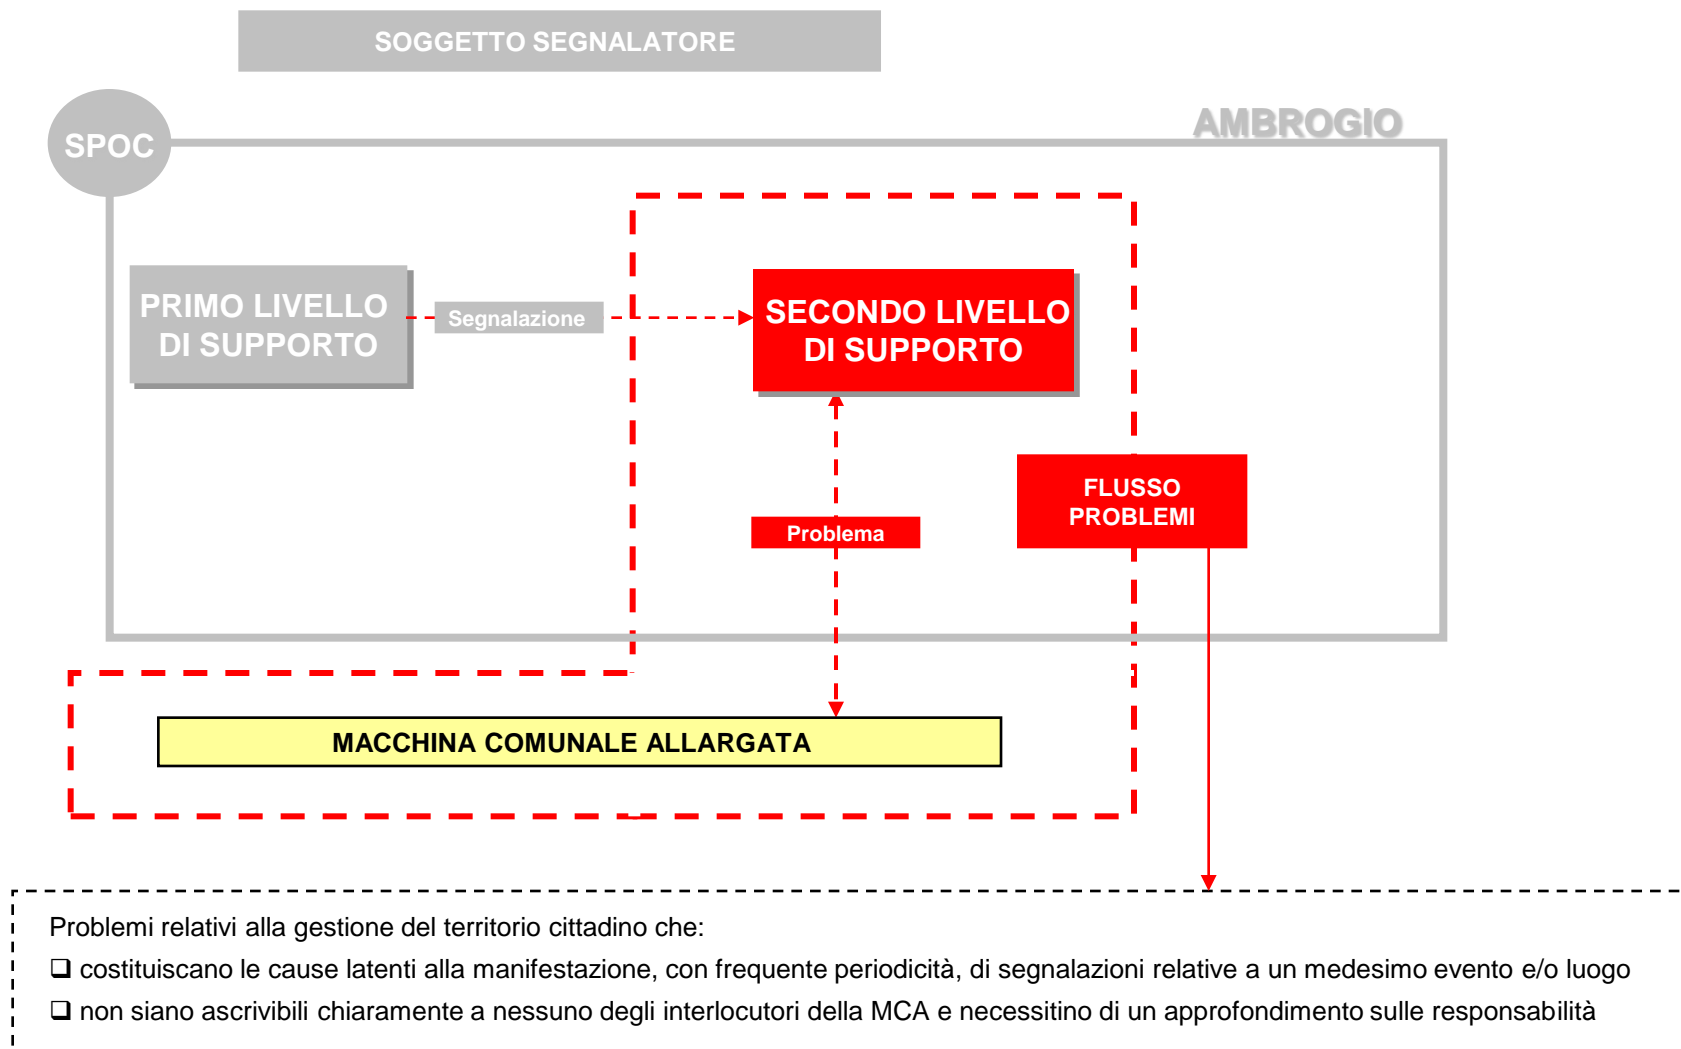 SOGGETTO SEGNALATORE
AMBROGIO
SPOC
PRIMO LIVELLO
DI SUPPORTO
Segnalazione
SECONDO LIVELLO
DI SUPPORTO
FLUSSO
PROBLEMI
Problema
MACCHINA COMUNALE ALLARGATA
Problemi relativi alla gestione del territorio cittadino che:
❑ costituiscano le cause latenti alla manifestazione, con frequente periodicità, di segnalazioni relative a un medesimo evento e/o luogo
❑ non siano ascrivibili chiaramente a nessuno degli interlocutori della MCA e necessitino di un approfondimento sulle responsabilità